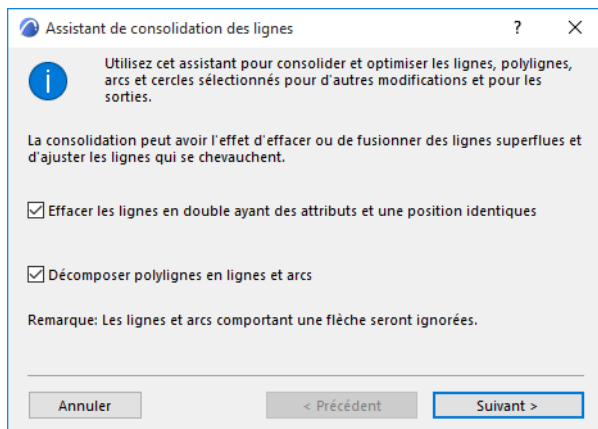 Assistant de consolidation des lignes
?
Utilisez cet assistant pour consolider et optimiser les lignes, polylignes,
arcs et cercles sélectionnés pour d'autres modifications et pour les
sorties.
La consolidation peut avoir l'effet d'effacer ou de fusionner des lignes superflues et
d'ajuster les lignes qui se chevauchent.
Effacer les lignes en double ayant des attributs et une position identiques
Décomposer polylignes en lignes et arcs
Remarque: Les lignes et arcs comportant une flèche seront ignorées.
Annuler
< Précédent
Suivant >